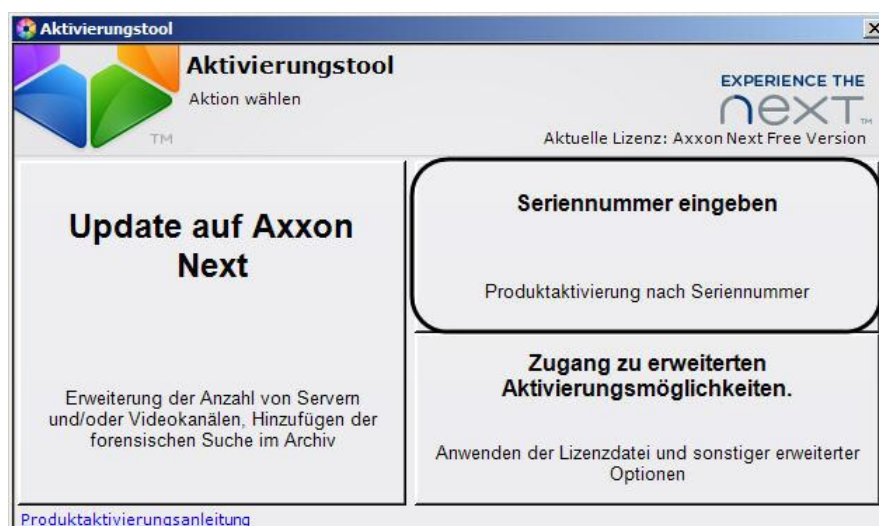 Aktivierungstool
Aktivierungstool
Aktion wählen
TM
EXPERIENCE THE
next
TM
Aktuelle Lizenz: Axxon Next Free Version
Update auf Axxon
Next
Erweiterung der Anzahl von Servern
und/oder Videokanälen, Hinzufügen der
forensischen Suche im Archiv
Seriennummer eingeben
Produktaktivierung nach Seriennummer
Zugang zu erweiterten
Aktivierungsmöglichkeiten.
Anwenden der Lizenzdatei und sonstiger erweiterter
Optionen
Produktaktivierungsanleitung